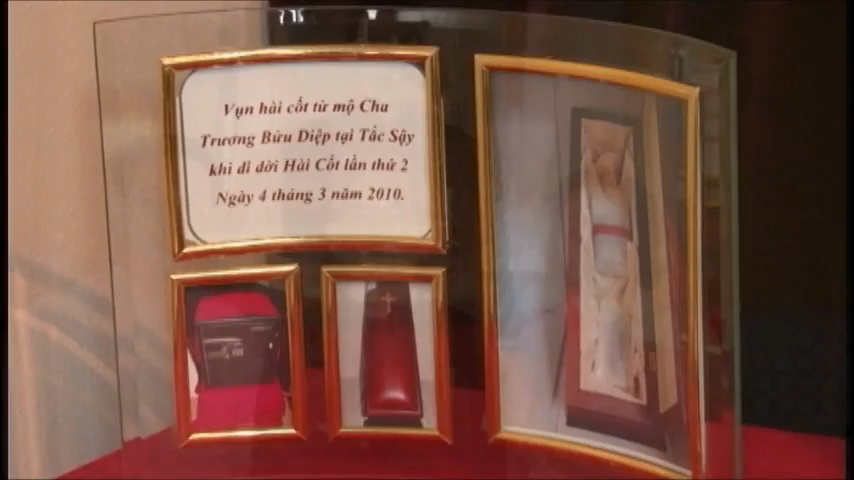 Vụn hài cốt từ mộ Cha
Trương Bửu Diệp tại Tắc Sậy
khi di dời Hài Cốt lần thứ 2
Ngày 4 tháng 3 năm 2010.